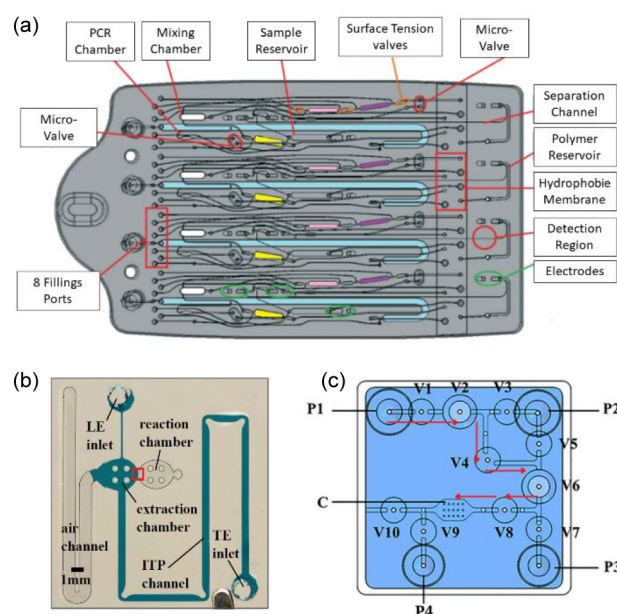 (a)
PCR
Chamber
Mixing
Chamber
Sample
Reservoir
Surface Tension
valves
Micro-
Valve
Micro-
Valve
Separation
Channel
Polymer
Reservoir
Hydrophobie
Membrane
Detection
Region
Electrodes
8 Fillings
Ports
(b)
LE
inlet
reaction
chamber
extraction
chamber
air
channel
1mm
ITP
channel
TE
inlet
(c)
P1
V1
V2
V3
P2
V4
V5
V6
C
V10
V9
V8
V7
P4
P3